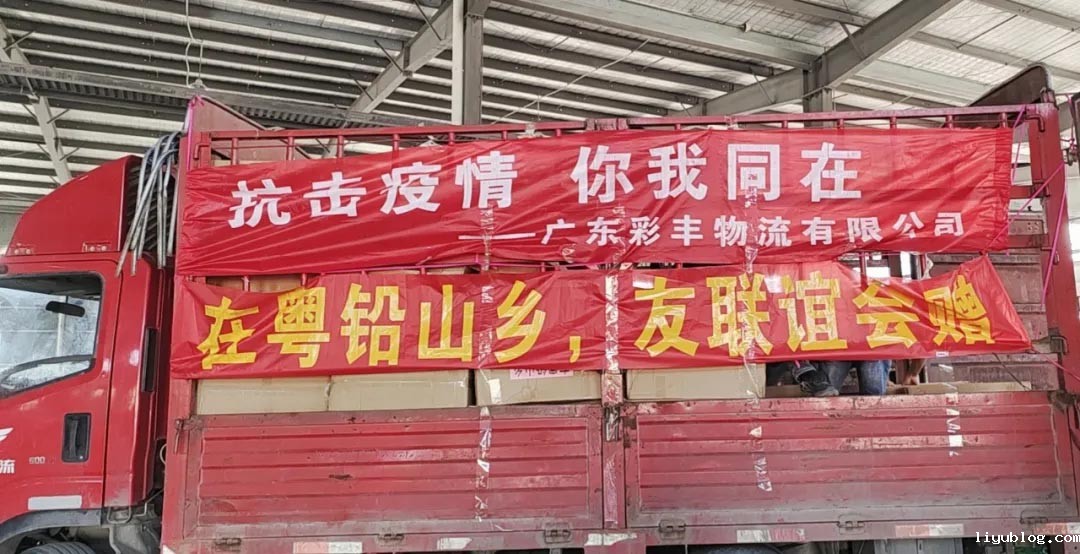 抗击疫情 你我同在
——广东彩丰物流有限公司
在粤铅山乡，友联谊会赠
流
liyublog.com